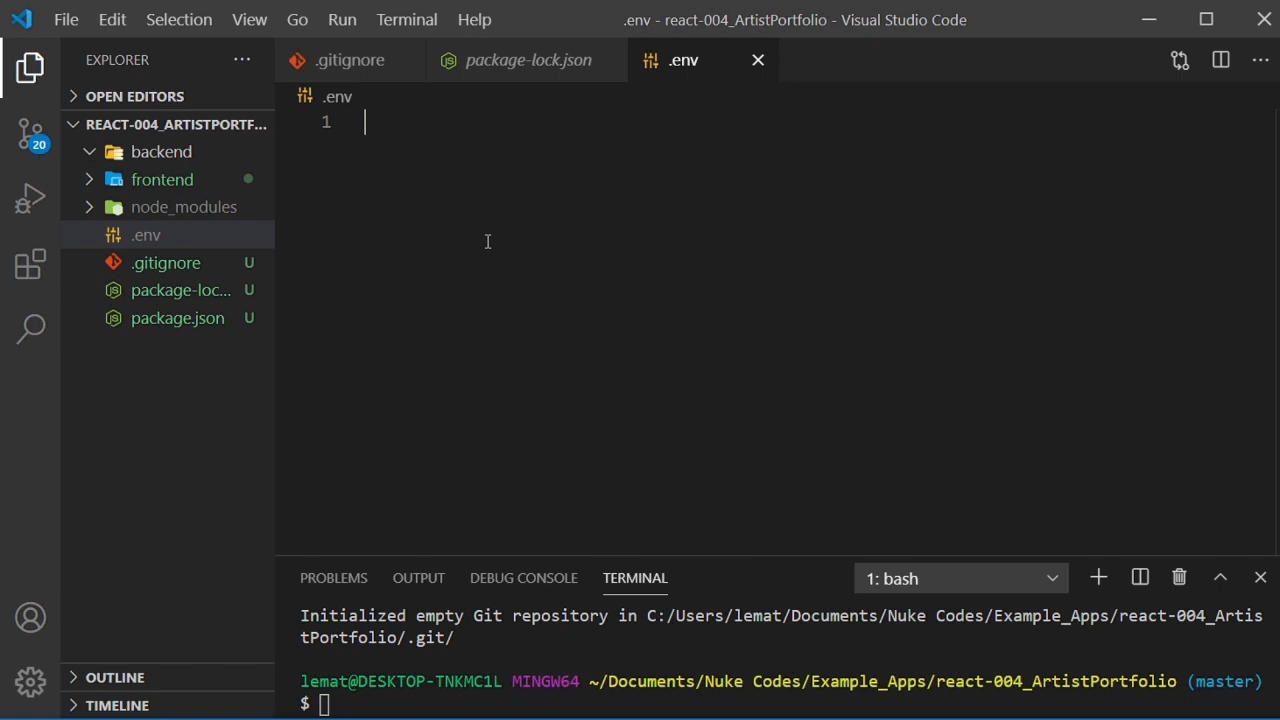 File Edit Selection View Go Run Terminal Help .env - react-004_ArtistPortfolio - Visual Studio Code
EXPLORER ... .gitignore package-lock.json .env
OPEN EDITORS
.env
REACT-004_ARTISTPORTF...
1
backend
20
frontend
node_modules
.env
.gitignore U
package-loc... U
package.json U
PROBLEMS OUTPUT DEBUG CONSOLE TERMINAL 1: bash
Initialized empty Git repository in C:/Users/lemat/Documents/Nuke Codes/Example_Apps/react-004_Artis
tPortfolio/.git/
lemat@DESKTOP-TNKMC1L MINGW64 ~/Documents/Nuke Codes/Example_Apps/react-004_ArtistPortfolio (master)
$
OUTLINE
TIMELINE